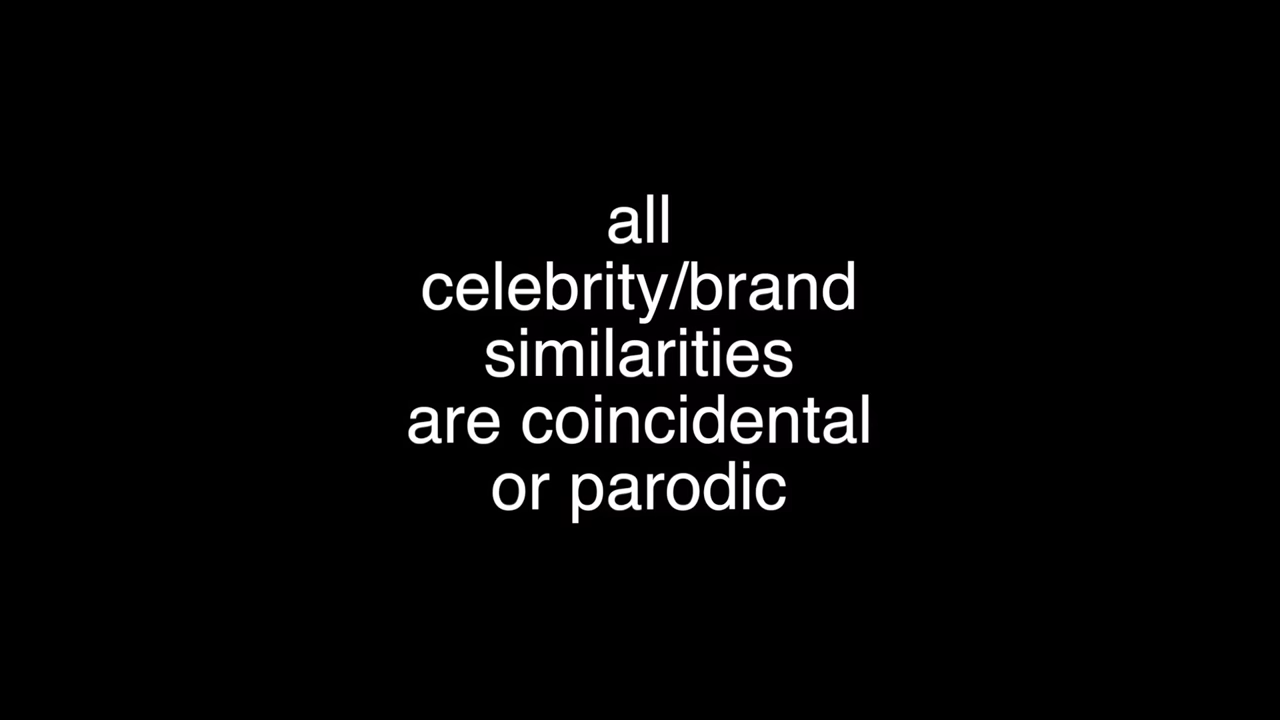 all
celebrity/brand
similarities
are coincidental
or parodic